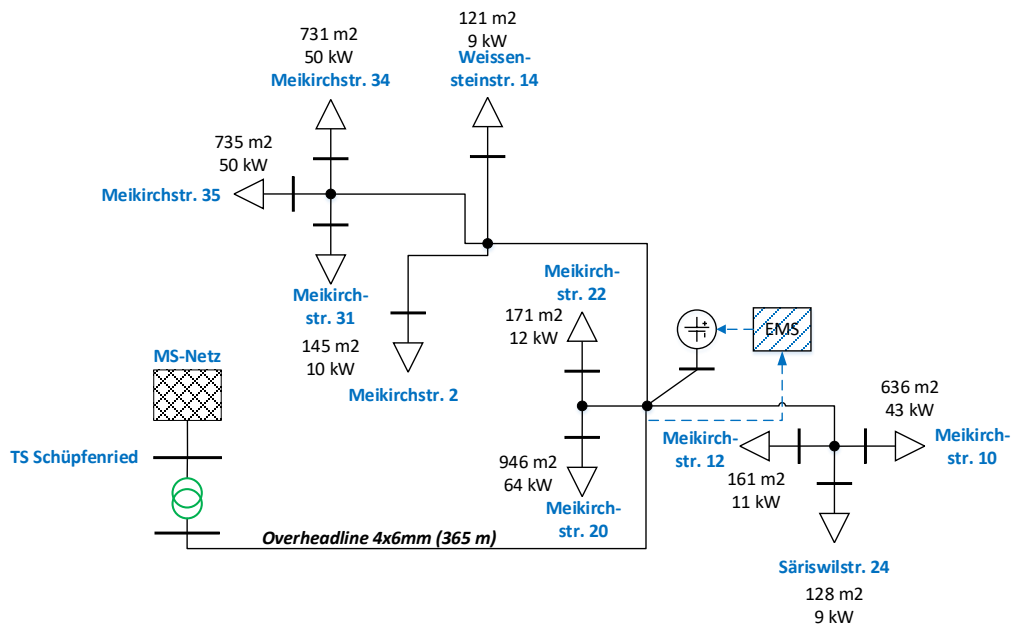 731 m2
50 kW
Meikirchstr. 34
121 m2
9 kW
Weissen-
steinstr. 14
735 m2
50 kW
Meikirchstr. 35
Meikirch-
str. 31
145 m2
10 kW
Meikirchstr. 2
Meikirch-
str. 22
171 m2
12 kW
EMS
MS-Netz
TS Schüpfenried
636 m2
43 kW
Meikirch-
str. 10
Meikirch-
str. 12
161 m2
11 kW
946 m2
64 kW
Meikirch-
str. 20
Overheadline 4x6mm (365 m)
Säriswilstr. 24
128 m2
9 kW